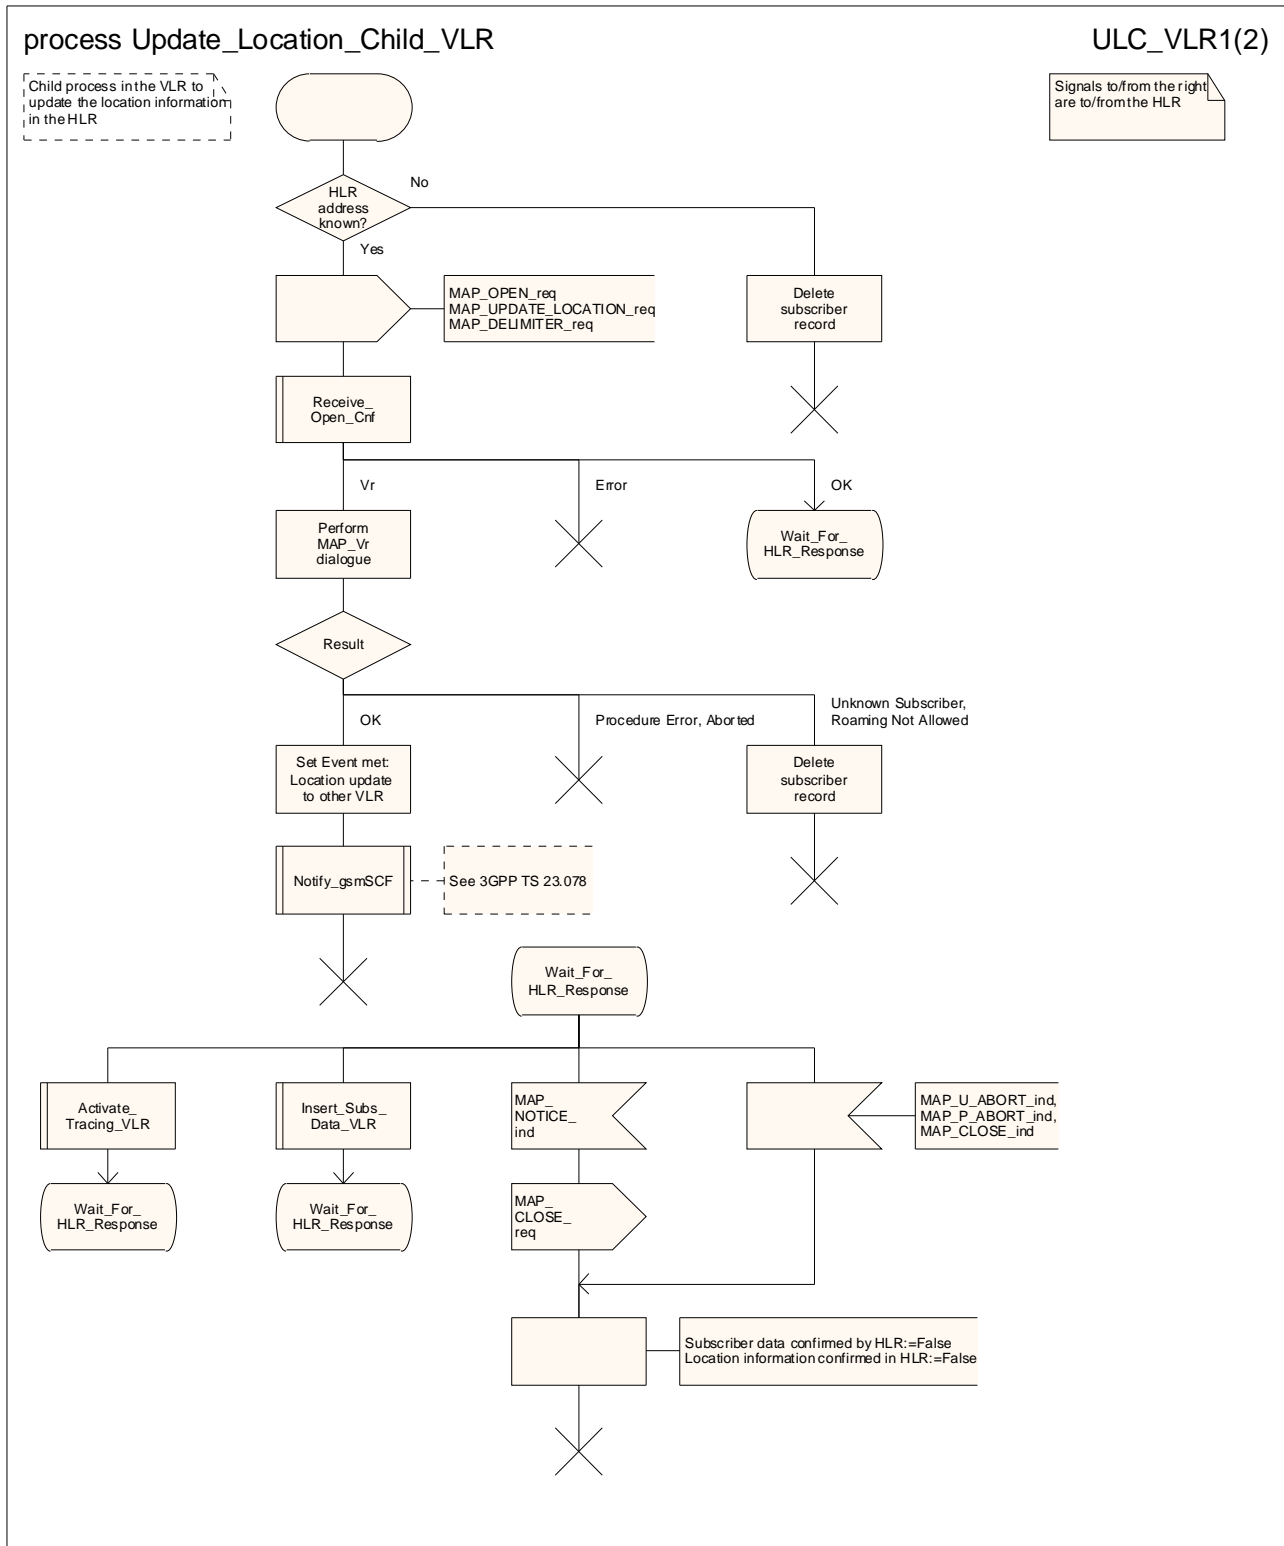 process Update_Location_Child_VLR
ULC_VLR1(2)
Child process in the VLR to
update the location information
in the HLR
Signals to/from the right
are to/from the HLR
No
HLR
address
known?
Yes
MAP_OPEN_req
MAP_UPDATE_LOCATION_req
MAP_DELIMITER_req
Delete
subscriber
record
Receive_
Open_Cnf
Vr
Error
OK
Perform
MAP_Vr
dialogue
Wait_For_
HLR_Response
Result
OK
Procedure Error, Aborted
Unknown Subscriber,
Roaming Not Allowed
Set Event met:
Location update
to other VLR
Delete
subscriber
record
Notify_gsmSCF
See 3GPP TS 23.078
Wait_For_
HLR_Response
Activate_
Tracing_VLR
Insert_Subs_
Data_VLR
MAP_
NOTICE_
ind
MAP_U_ABORT_ind,
MAP_P_ABORT_ind,
MAP_CLOSE_ind
Wait_For_
HLR_Response
Wait_For_
HLR_Response
MAP_
CLOSE_
req
Subscriber data confirmed by HLR:=False
Location information confirmed in HLR:=False